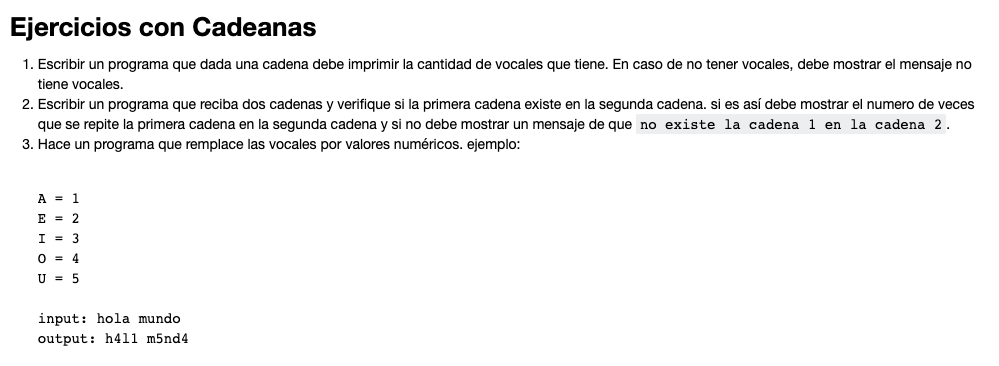 Ejercicios con Cadeanas
1. Escribir un programa que dada una cadena debe imprimir la cantidad de vocales que tiene. En caso de no tener vocales, debe mostrar el mensaje no
tiene vocales.
2. Escribir un programa que reciba dos cadenas y verifique si la primera cadena existe en la segunda cadena. si es así debe mostrar el numero de veces
que se repite la primera cadena en la segunda cadena y si no debe mostrar un mensaje de que no existe la cadena 1 en la cadena 2.
3. Hace un programa que remplace las vocales por valores numéricos. ejemplo:
A = 1
E = 2
I = 3
O = 4
U = 5
input: hola mundo
output: h4l1 m5nd4